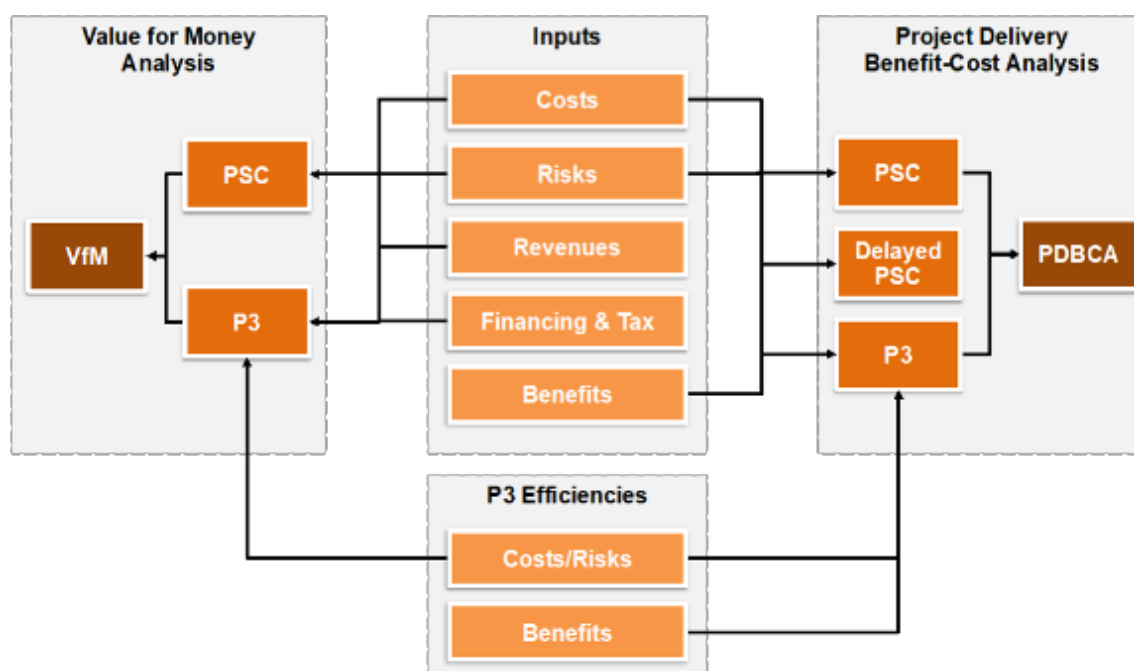 Value for Money
Analysis
PSC
VfM
P3
Inputs
Costs
Risks
Revenues
Financing & Tax
Benefits
Project Delivery
Benefit-Cost Analysis
PSC
Delayed
PSC
PDBCA
P3
P3 Efficiencies
Costs/Risks
Benefits